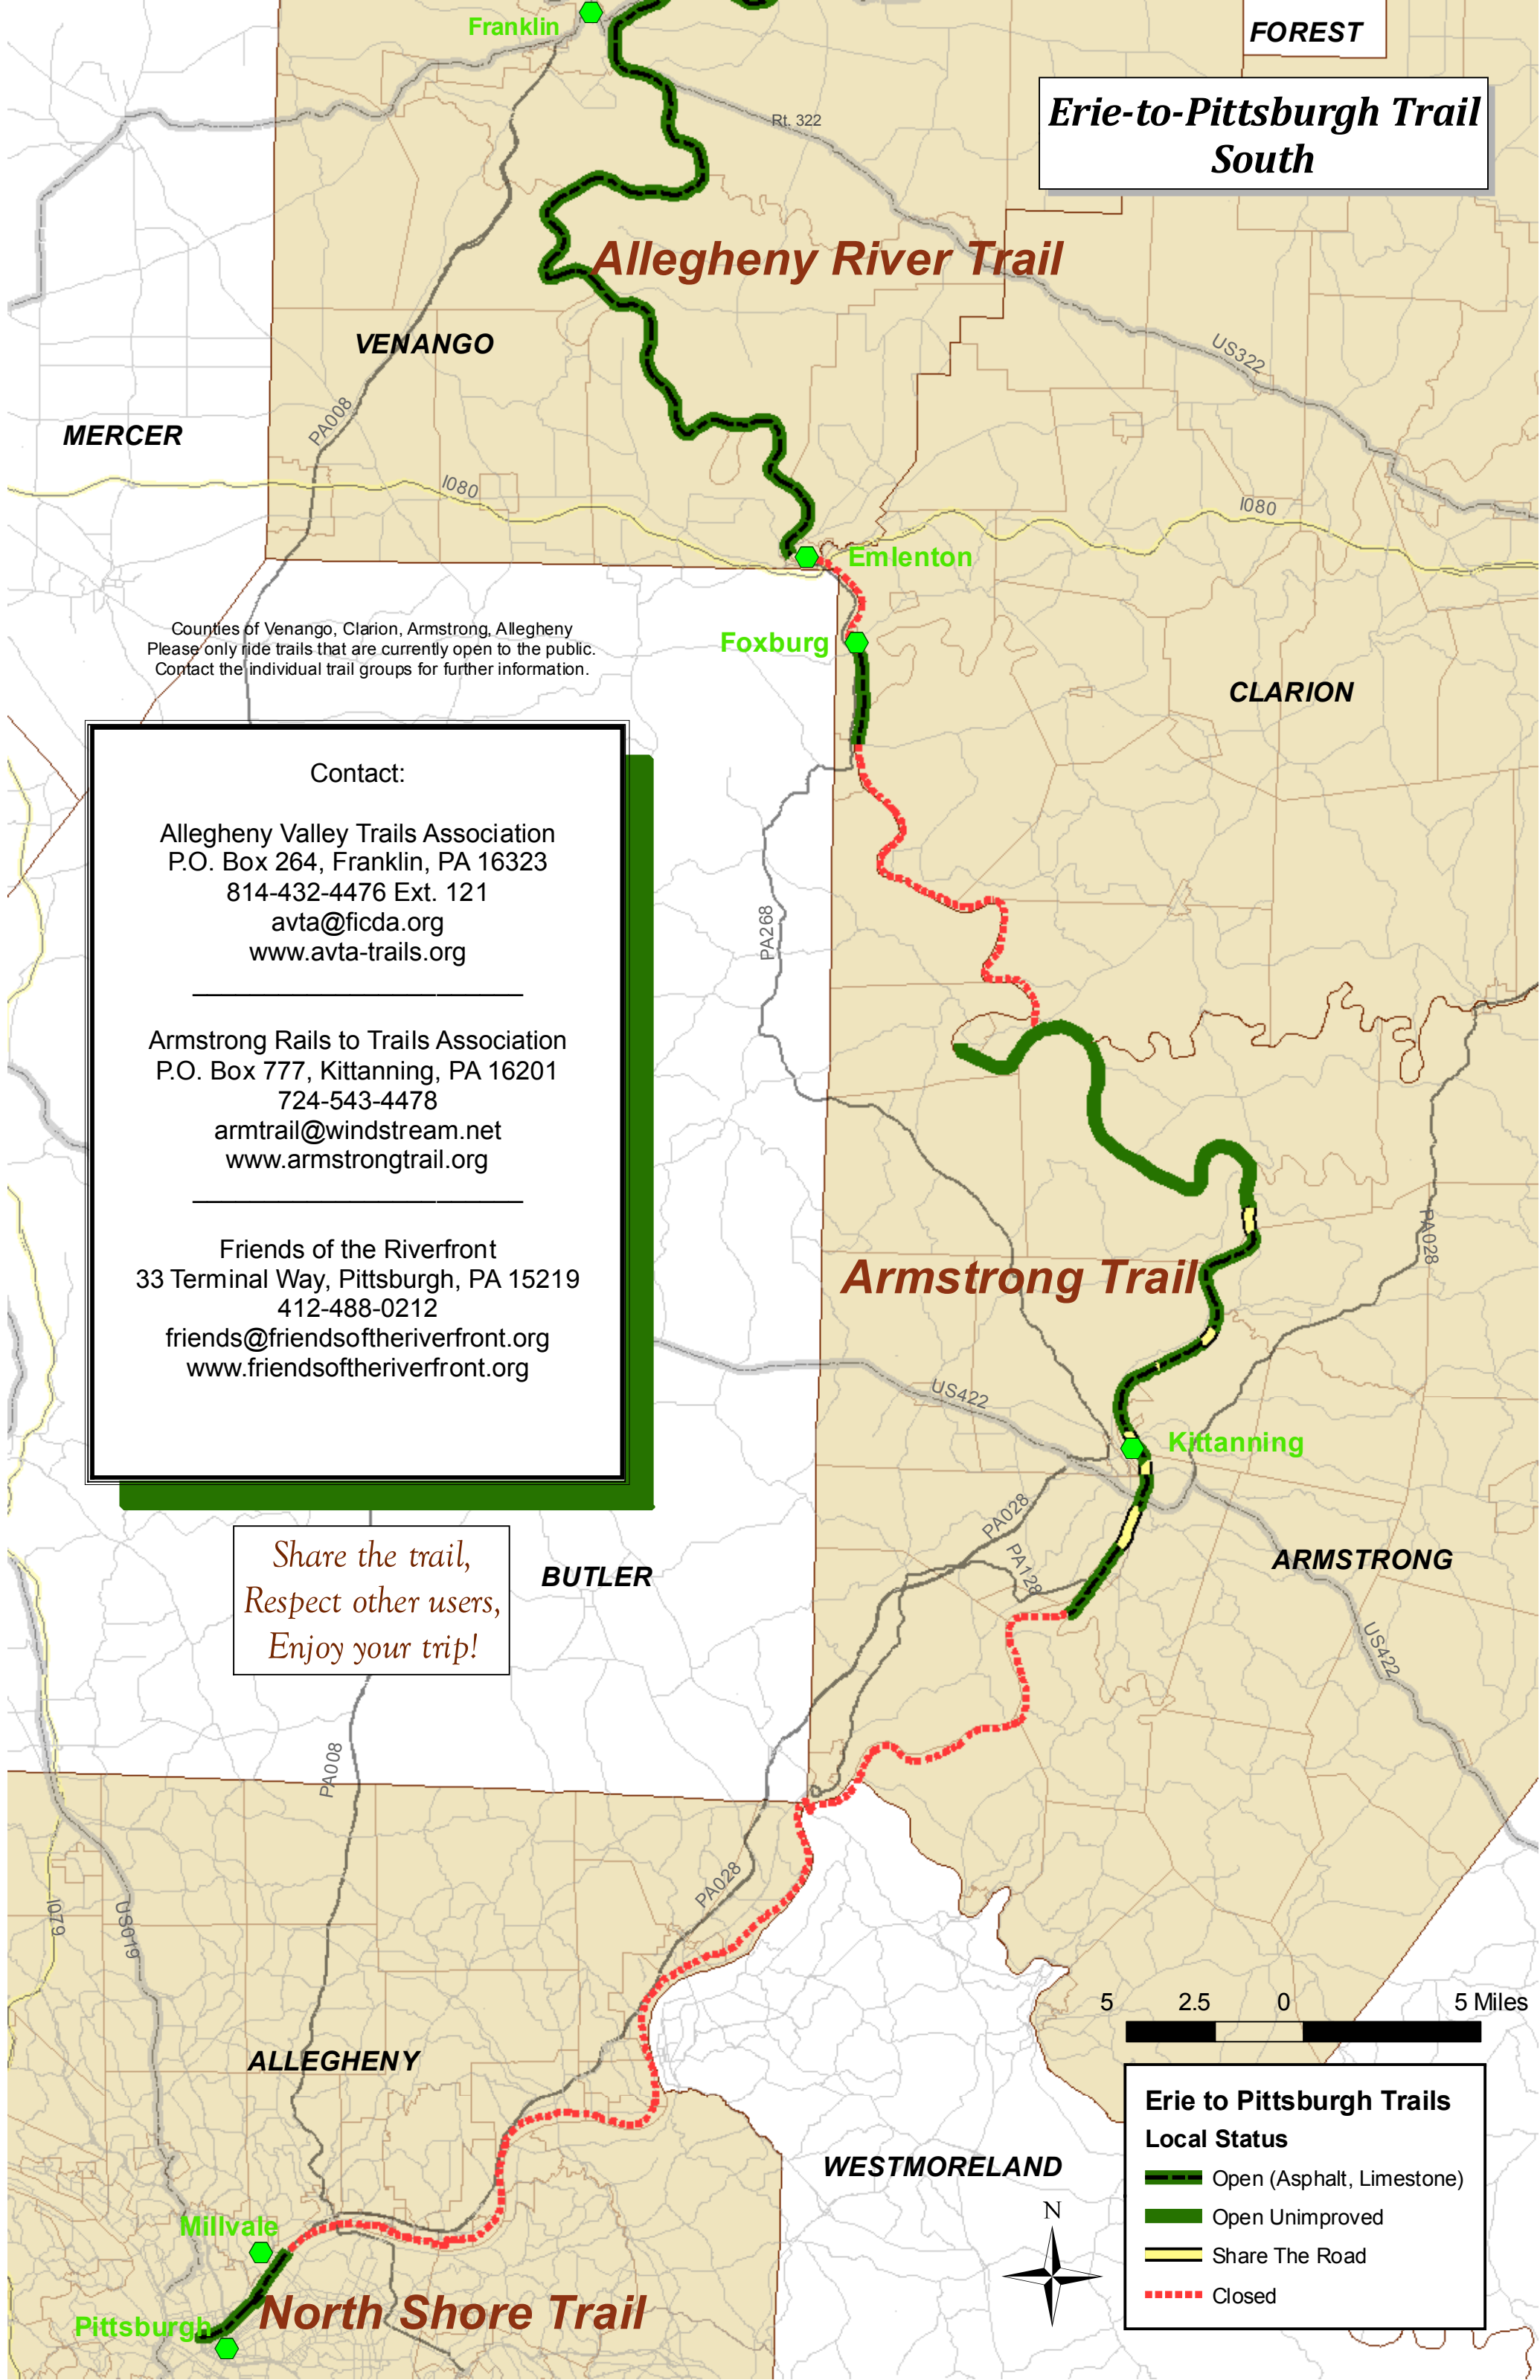 Franklin
FOREST
Erie-to-Pittsburgh Trail
South
Rt. 322
Allegheny River Trail
VENANGO
US322
MERCER
PA008
I080
I080
Emlenton
Counties of Venango, Clarion, Armstrong, Allegheny
Please only ride trails that are currently open to the public.
Contact the individual trail groups for further information.
Foxburg
CLARION
Contact:
Allegheny Valley Trails Association
P.O. Box 264, Franklin, PA 16323
814-432-4476 Ext. 121
avta@ficda.org
www.avta-trails.org
Armstrong Rails to Trails Association
P.O. Box 777, Kittanning, PA 16201
724-543-4478
armtrail@windstream.net
www.armstrongtrail.org
Friends of the Riverfront
33 Terminal Way, Pittsburgh, PA 15219
412-488-0212
friends@friendsoftheriverfront.org
www.friendsoftheriverfront.org
PA268
PA028
Armstrong Trail
US422
Kittanning
PA028
PA128
ARMSTRONG
US422
Share the trail,
Respect other users,
Enjoy your trip!
BUTLER
PA008
PA028
I079
US019
ALLEGHENY
5 2.5 0 5 Miles
Erie to Pittsburgh Trails
Local Status
Open (Asphalt, Limestone)
Open Unimproved
Share The Road
Closed
WESTMORELAND
N
Millvale
North Shore Trail
Pittsburgh